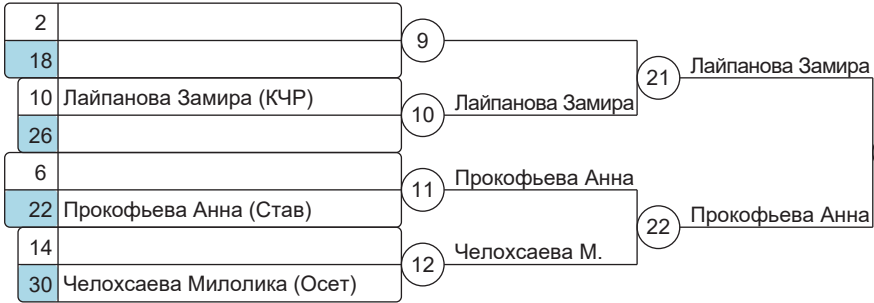 2
18
9
10 Лайпанова Замира (КЧР)
26
10
Лайпанова Замира
21
Лайпанова Замира
6
22 Прокофьева Анна (Став)
11
Прокофьева Анна
14
30 Челохсаева Милолика (Осет)
12
Челохсаева М.
22
Прокофьева Анна